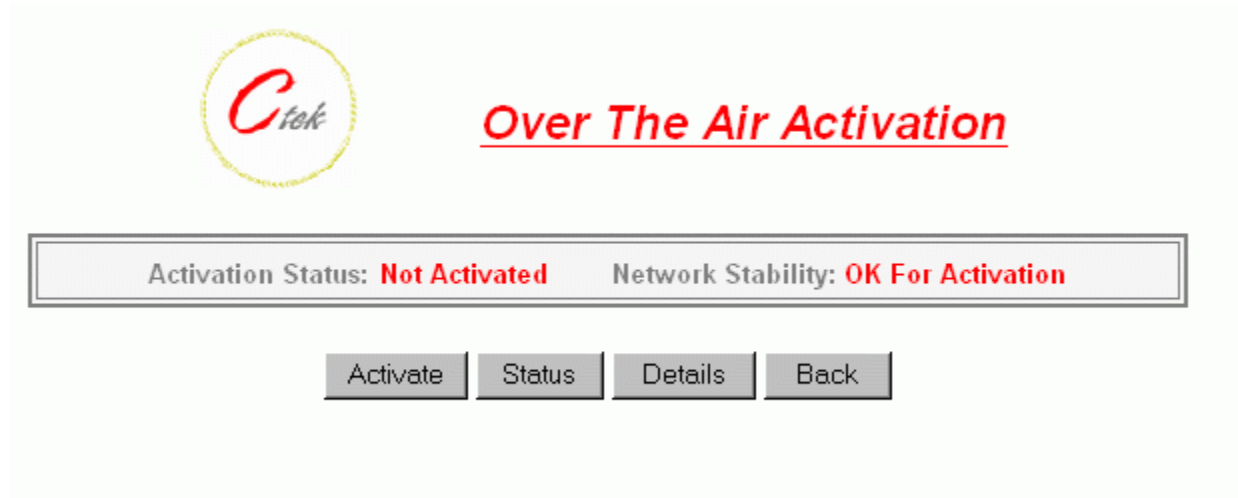 Ctek
Over The Air Activation
Activation Status: Not Activated Network Stability: OK For Activation
Activate Status Details Back